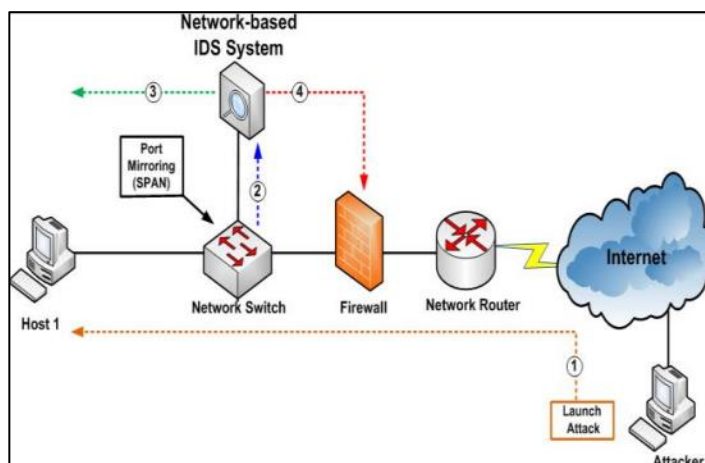 Network-based
IDS System
3
4
Port
Mirroring
(SPAN)
2
Internet
Host 1
Network Switch
Firewall
Network Router
1
Launch
Attack
Attacker